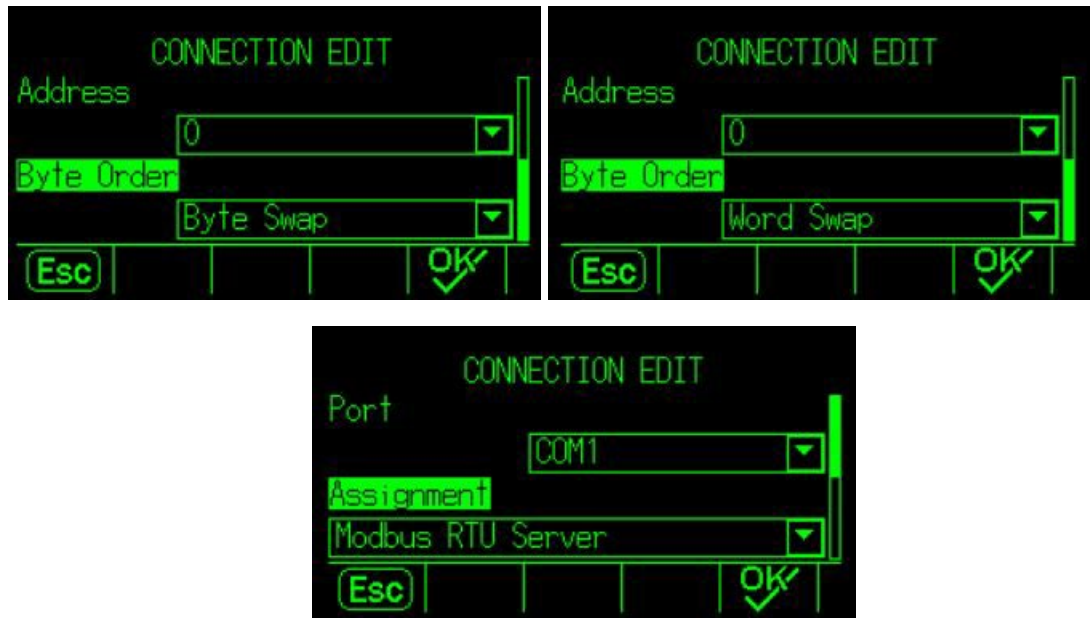 CONNECTION EDIT
Address
0
Byte Order
Byte Swap
Esc
OK
CONNECTION EDIT
Address
0
Byte Order
Word Swap
Esc
OK
CONNECTION EDIT
Port
COM1
Assignment
Modbus RTU Server
Esc
OK